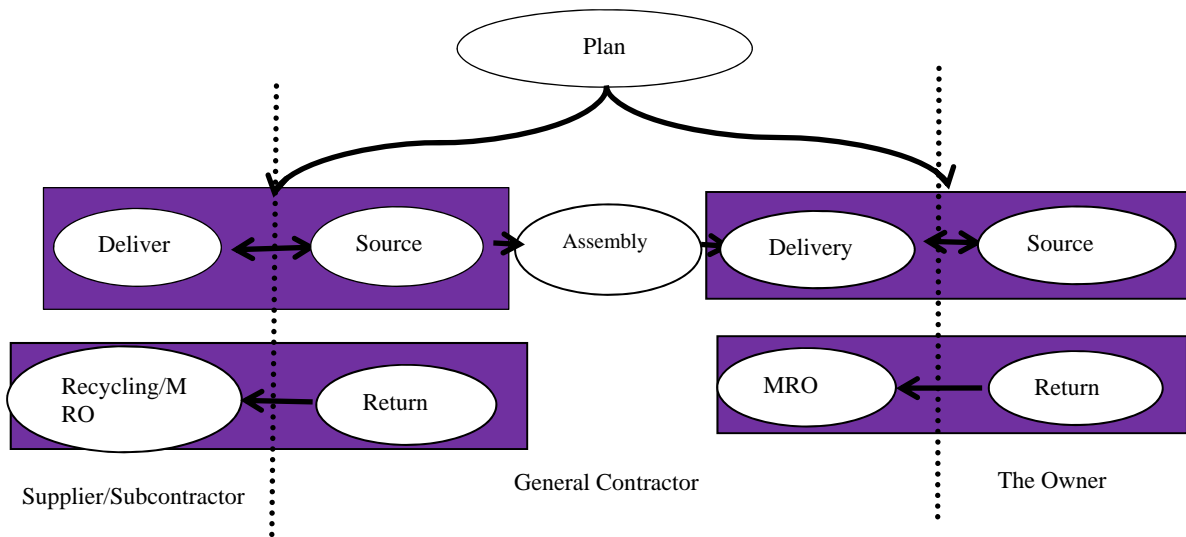 Plan
Deliver
Source
Assembly
Delivery
Source
Recycling/M
RO
Return
MRO
Return
Supplier/Subcontractor
General Contractor
The Owner